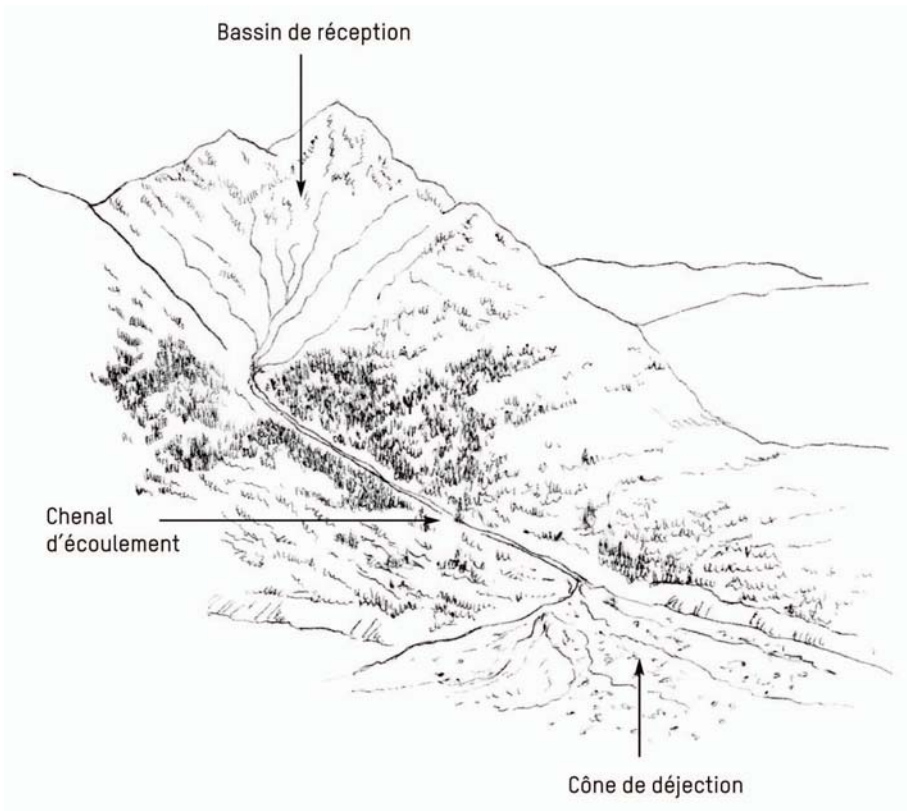 Bassin de réception
Chenal
d'écoulement
Cône de déjection